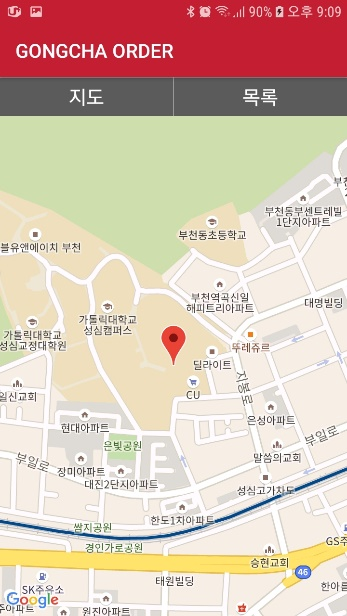 90% 오후 9:09
GONGCHA ORDER
지도
목록
부천동부센트레빌
1단지아파트
부천동초등학교
블유앤에이치 부천
부천역곡신일
해피트리아파트
대명빌딩
가톨릭대학교
성심캠퍼스
가톨릭대학교
성심교정대학원
뚜레쥬르
딜라이트
지봉로
CU
일신교회
은성아파트
현대아파트
은빛공원
부일로
부일로
말씀의교회
장미아파트
대진2단지아파트
성심고가차도
한도1차아파트
쌈지공원
경인가로공원
GS주
승현교회
46
Google
SK주유소
태원빌딩
주아파트
원진아파트